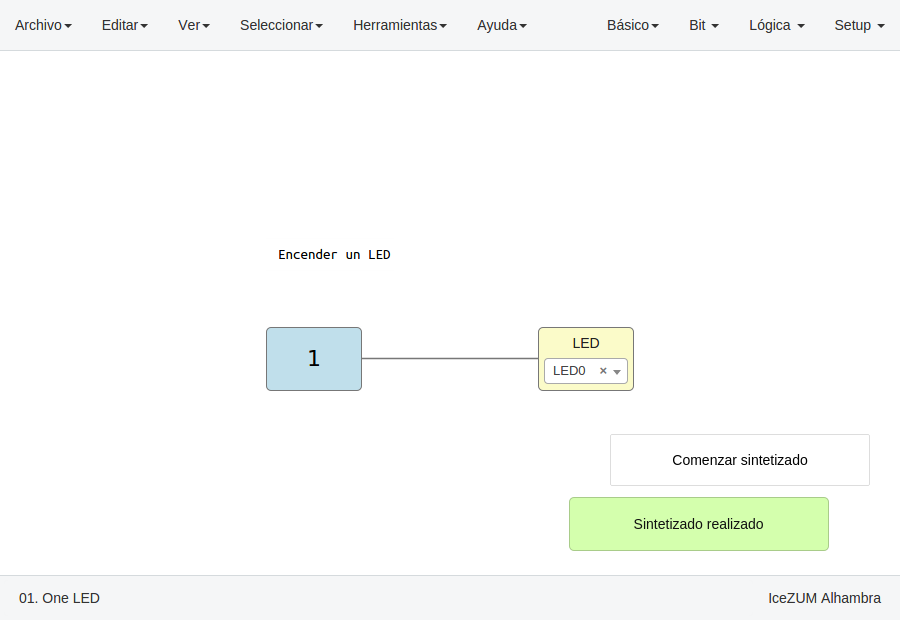 Archivo Editar Ver Seleccionar Herramientas Ayuda Básico Bit Lógica Setup
Encender un LED
1
LED
LED0 ×
Comenzar sintetizado
Sintetizado realizado
01. One LED IceZUM Alhambra